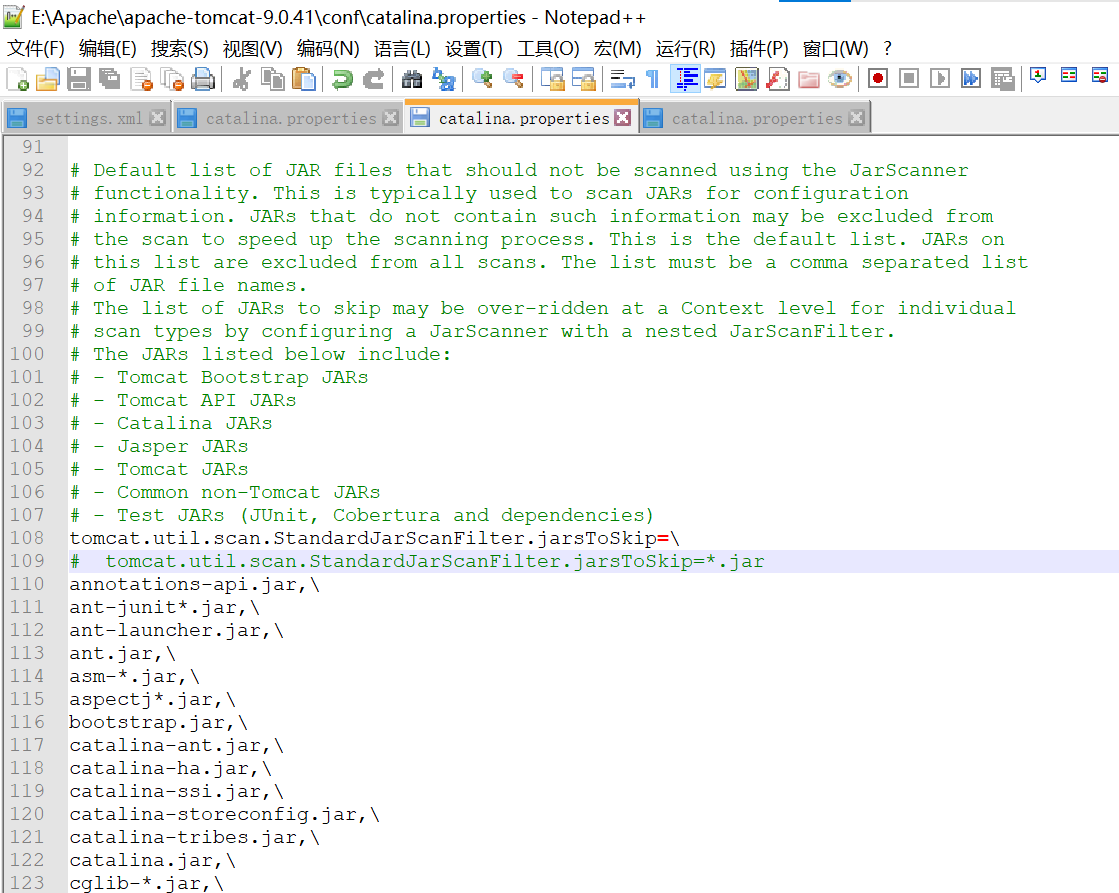 E:\Apache\apache-tomcat-9.0.41\conf\catalina.properties - Notepad++
文件(F) 编辑(E) 搜索(S) 视图(V) 编码(N) 语言(L) 设置(T) 工具(O) 宏(M) 运行(R) 插件(P) 窗口(W) ?
settings.xml catalina.properties catalina.properties catalina.properties
91
92 # Default list of JAR files that should not be scanned using the JarScanner
93 # functionality. This is typically used to scan JARs for configuration
94 # information. JARs that do not contain such information may be excluded from
95 # the scan to speed up the scanning process. This is the default list. JARs on
96 # this list are excluded from all scans. The list must be a comma separated list
97 # of JAR file names.
98 # The list of JARs to skip may be over-ridden at a Context level for individual
99 # scan types by configuring a JarScanner with a nested JarScanFilter.
100 # The JARs listed below include:
101 # - Tomcat Bootstrap JARs
102 # - Tomcat API JARs
103 # - Catalina JARs
104 # - Jasper JARs
105 # - Tomcat JARs
106 # - Common non-Tomcat JARs
107 # - Test JARs (JUnit, Cobertura and dependencies)
108 tomcat.util.scan.StandardJarScanFilter.jarsToSkip=\
109 #  tomcat.util.scan.StandardJarScanFilter.jarsToSkip=*.jar
110 annotations-api.jar,\
111 ant-junit*.jar,\
112 ant-launcher.jar,\
113 ant.jar,\
114 asm-*.jar,\
115 aspectj*.jar,\
116 bootstrap.jar,\
117 catalina-ant.jar,\
118 catalina-ha.jar,\
119 catalina-ssi.jar,\
120 catalina-storeconfig.jar,\
121 catalina-tribes.jar,\
122 catalina.jar,\
123 cglib-*.jar,\